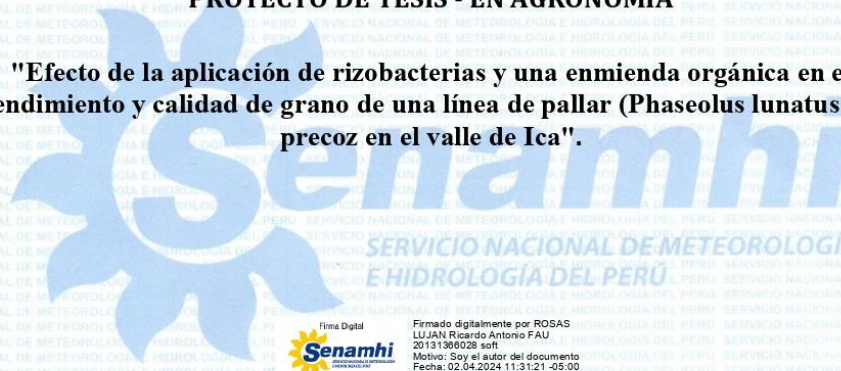 PROYECTO DE TESIS - EN AGRONOMÍA
"Efecto de la aplicación de rizobacterias y una enmienda orgánica en e
endimiento y calidad de grano de una línea de pallar (Phaseolus lunatus
precoz en el valle de Ica".
Senamhi
SERVICIO NACIONAL DE METEOROLOGÍ
E HIDROLOGÍA DEL PERÚ
Firma Digital
Senamhi
Firmado digitalmente por ROSAS
LUJAN Ricardo Antonio FAU
20131366028 soft
Motivo: Soy el autor del documento
Fecha: 02.04.2024 11:31:21 -05:00